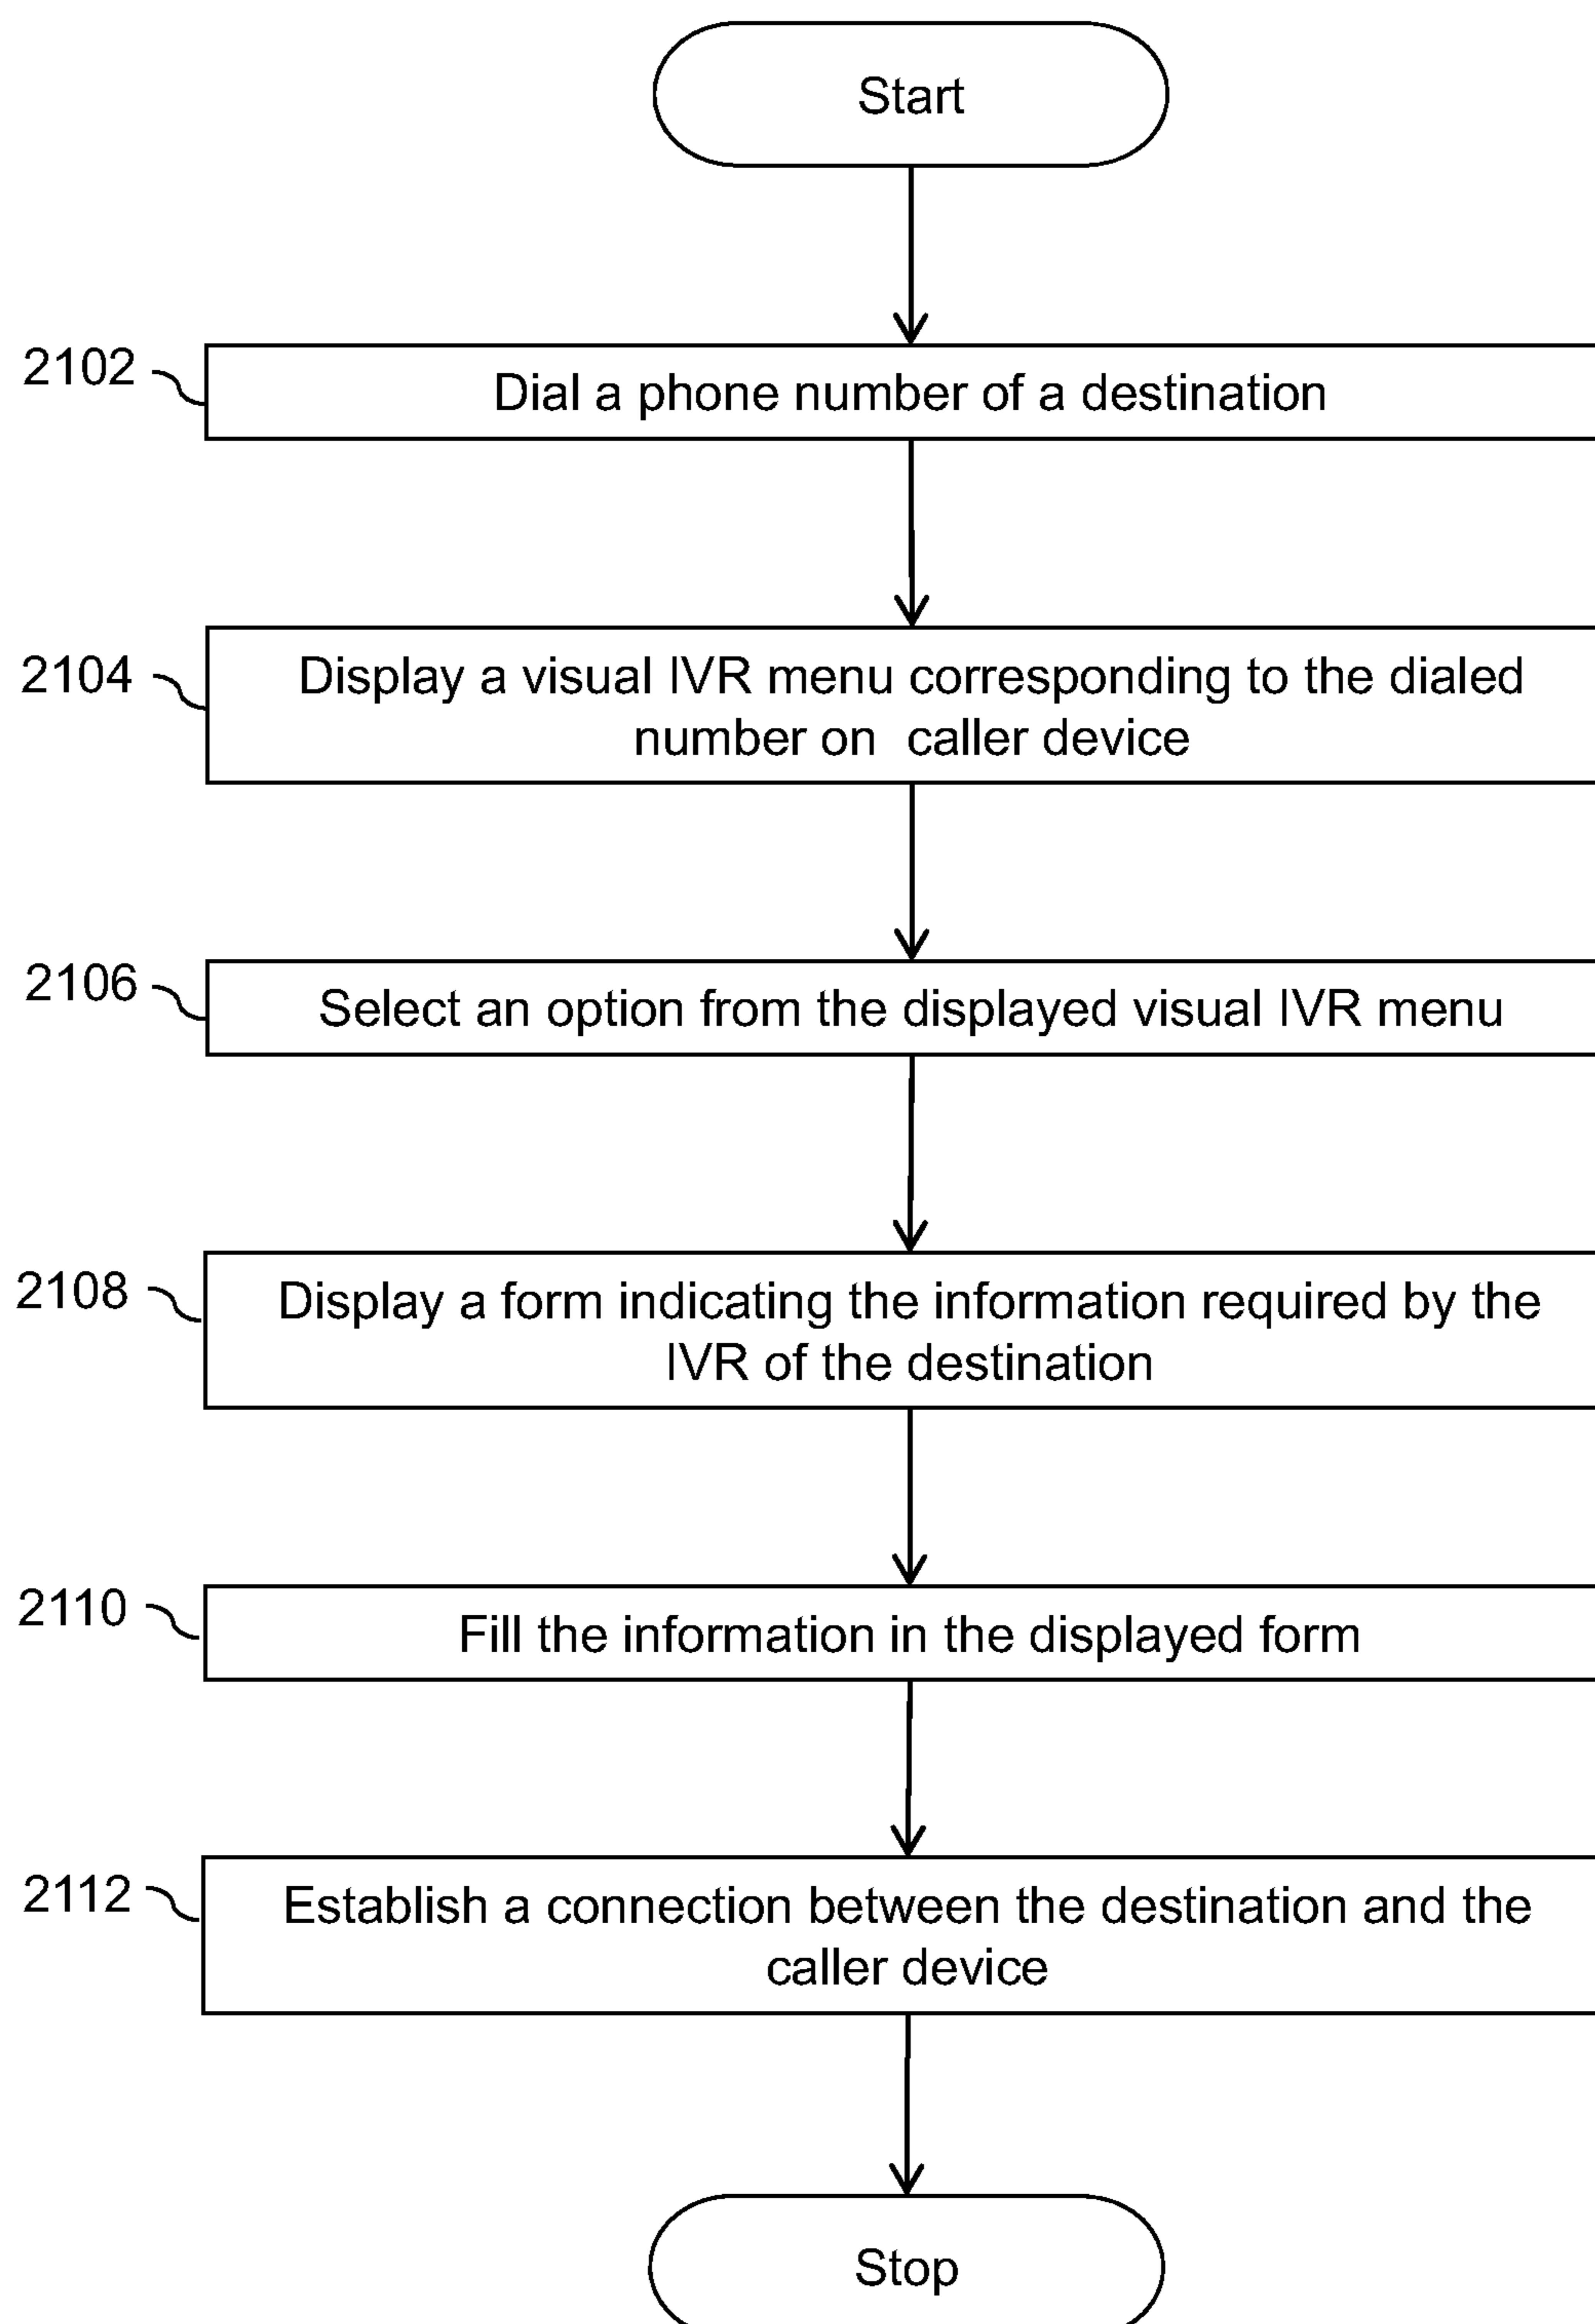 Start
2102
Dial a phone number of a destination
2104
Display a visual IVR menu corresponding to the dialed
number on caller device
2106
Select an option from the displayed visual IVR menu
2108
Display a form indicating the information required by the
IVR of the destination
2110
Fill the information in the displayed form
2112
Establish a connection between the destination and the
caller device
Stop